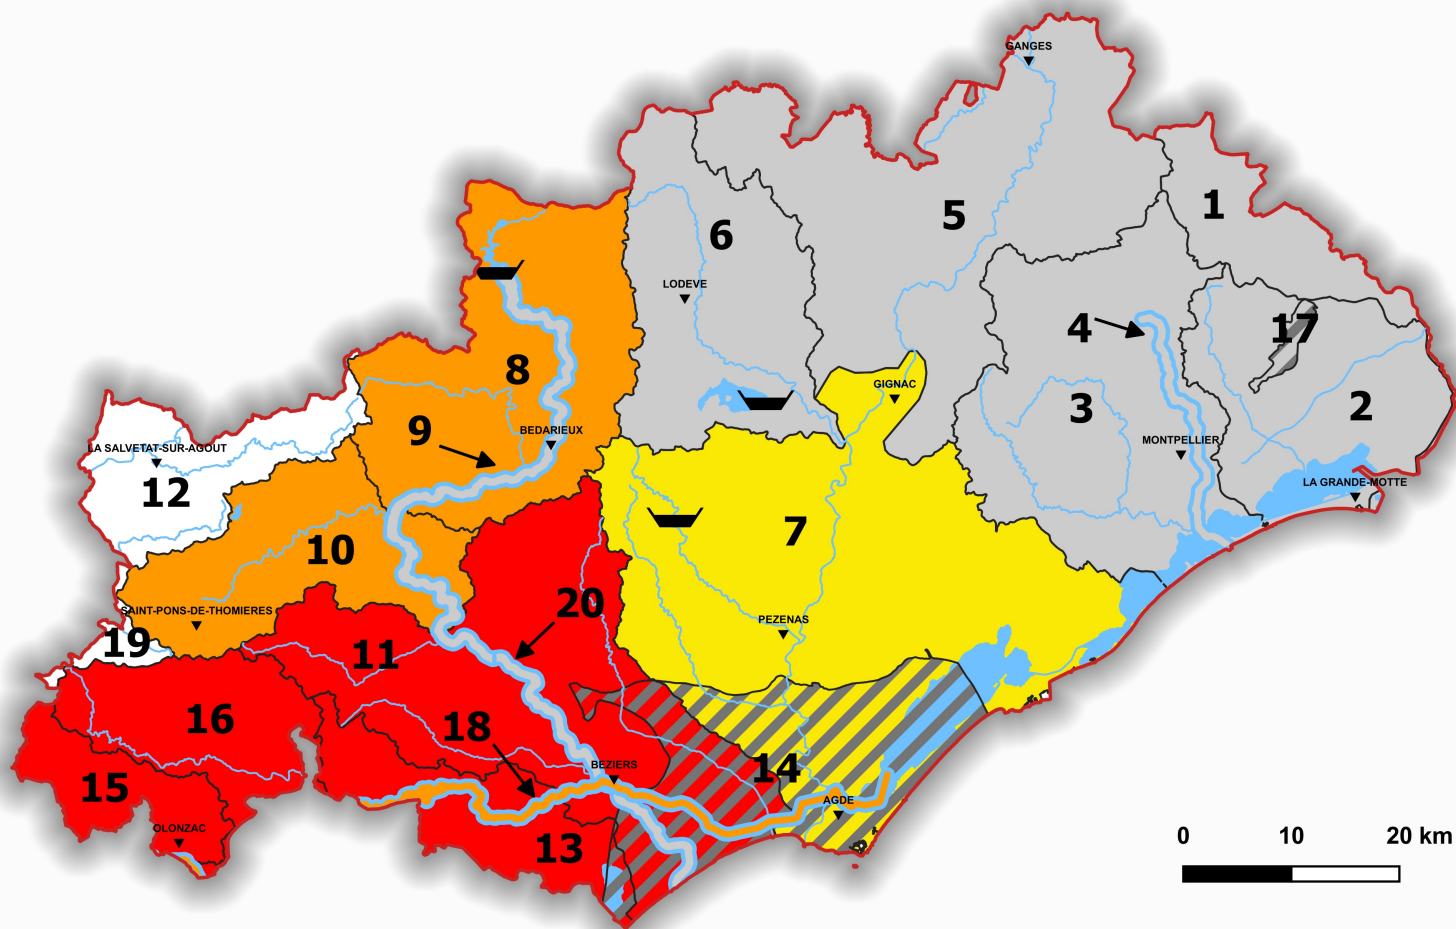 GANGES
1
5
6
LODEVE
4
17
8
GIGNAC
3
2
9
BEDARIEUX
MONTPELLIER
LA SALVETAT-SUR-AGOUT
12
LA GRANDE-MOTTE
7
10
20
SAINT-PONS-DE-THOMIERES
PEZENAS
19
11
16
18
BEZIERS
14
15
AGDE
OLONZAC
13
0 10 20 km